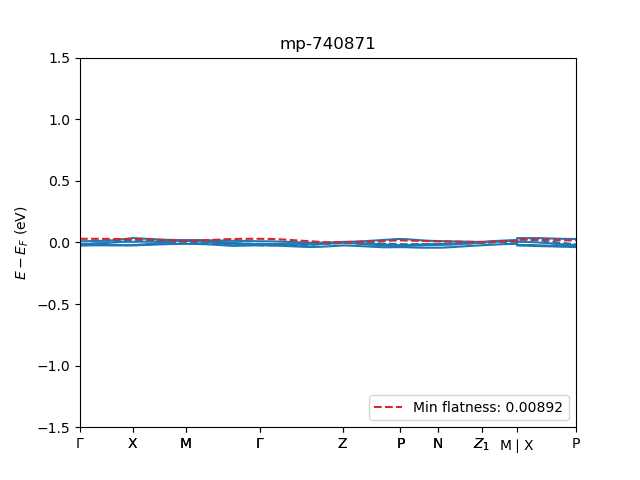 mp-740871
E − E_F (eV)
1.5
1.0
0.5
0.0
−0.5
−1.0
−1.5
Min flatness: 0.00892
Γ X M Γ Z P N Z₁ M | X P